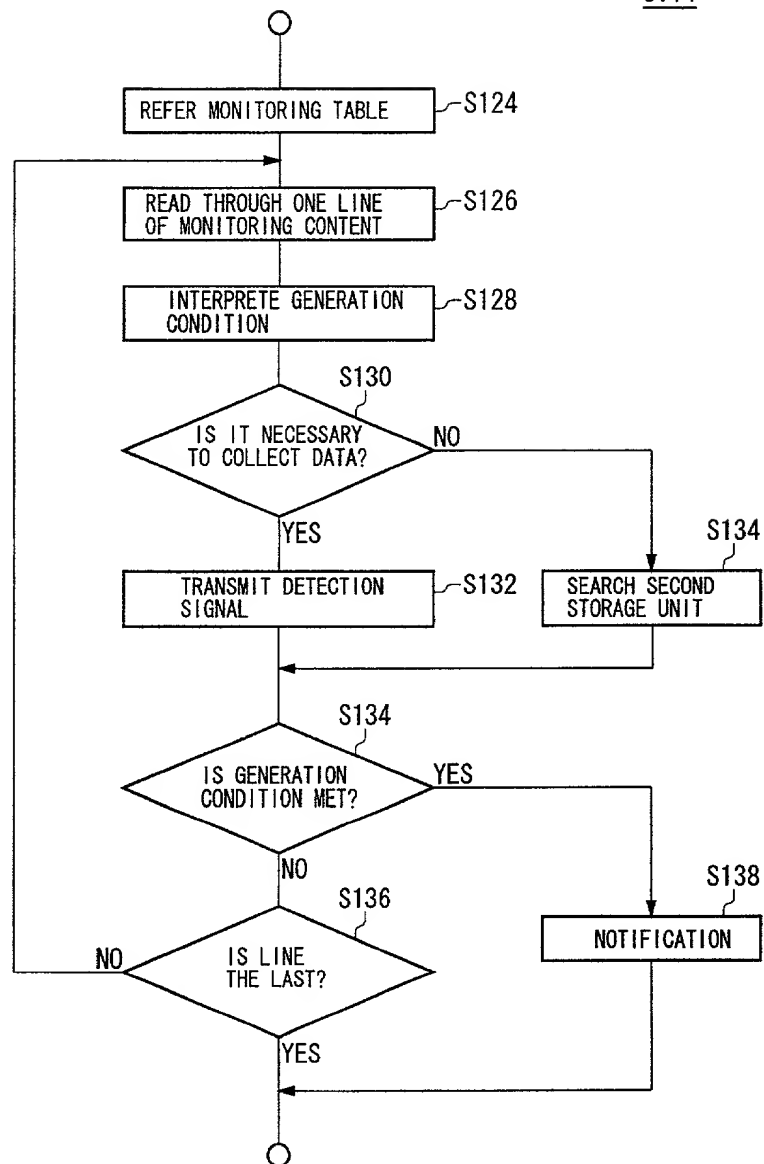 REFER MONITORING TABLE
S124
READ THROUGH ONE LINE
OF MONITORING CONTENT
S126
INTERPRETE GENERATION
CONDITION
S128
S130
IS IT NECESSARY
TO COLLECT DATA?
NO
YES
S134
TRANSMIT DETECTION
SIGNAL
S132
SEARCH SECOND
STORAGE UNIT
S134
IS GENERATION
CONDITION MET?
YES
NO
S138
S136
NOTIFICATION
IS LINE
THE LAST?
NO
YES